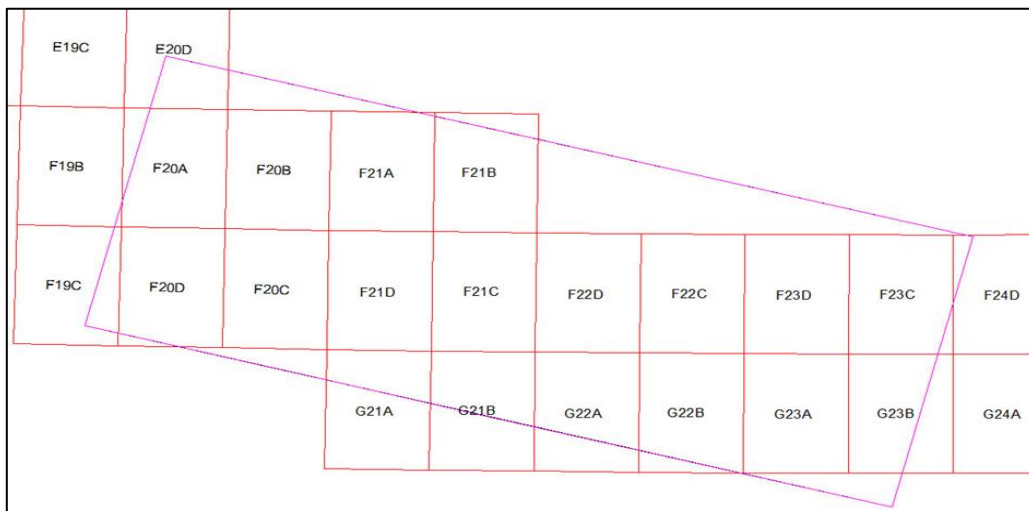 E19C E20D
F19B F20A F20B F21A F21B
F19C F20D F20C F21D F21C F22D F22C F23D F23C F24D
G21A G21B G22A G22B G23A G23B G24A